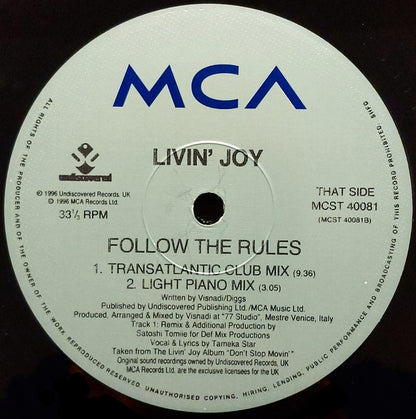 MCA
LIVIN' JOY
undiscovered
℗ 1996 Undiscovered Records. UK
© 1996 MCA Records Ltd.
33⅓ RPM
THAT SIDE
MCST 40081
(MCST 40081B)
FOLLOW THE RULES
1. TRANSATLANTIC CLUB MIX (9.36)
2. LIGHT PIANO MIX (3.05)
Written by Visnadi/Diggs
Published by Undiscovered Publishing Ltd./MCA Music Ltd.
Produced, Arranged & Mixed by Visnadi at "77 Studio", Mestre Venice, Italy
Track 1: Remix & Additional Production by
Satoshi Tomiie for Def Mix Productions
Vocal & Lyrics by Tameka Star
Taken from The Livin' Joy Album "Don't Stop Movin'"
Original sound recordings owned by Undiscovered Records, UK.
MCA Records Ltd. are the exclusive licensees for the UK
ALL RIGHTS OF THE PRODUCER AND OF THE OWNER OF THE WORK REPRODUCED RESERVED. UNAUTHORISED COPYING, HIRING, LENDING, PUBLIC PERFORMANCE AND BROADCASTING OF THIS RECORD PROHIBITED.